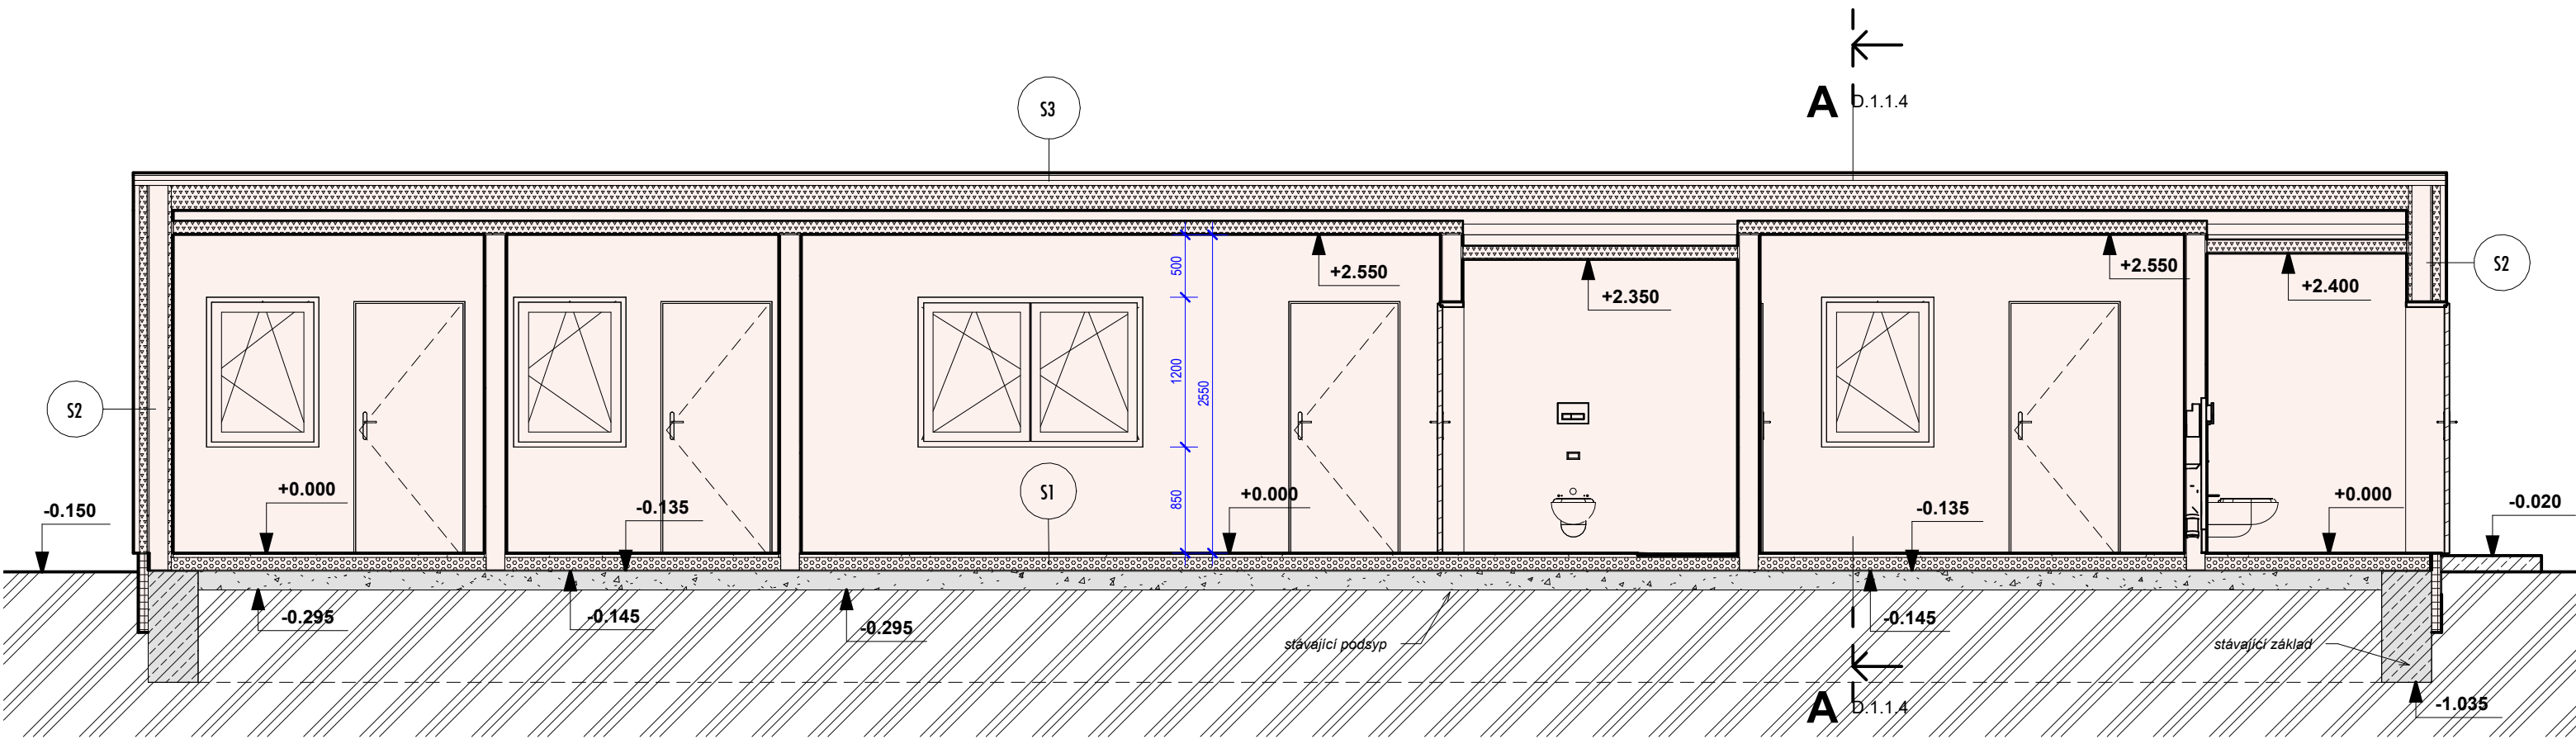 A
D.1.1.4
S3
S2
S2
+2.550
+2.350
+2.550
+2.400
500
1200
2550
850
S1
+0.000
-0.135
+0.000
-0.135
+0.000
-0.150
-0.020
-0.295
-0.145
-0.295
-0.145
stávající podsyp
stávající základ
-1.035
A
D.1.1.4